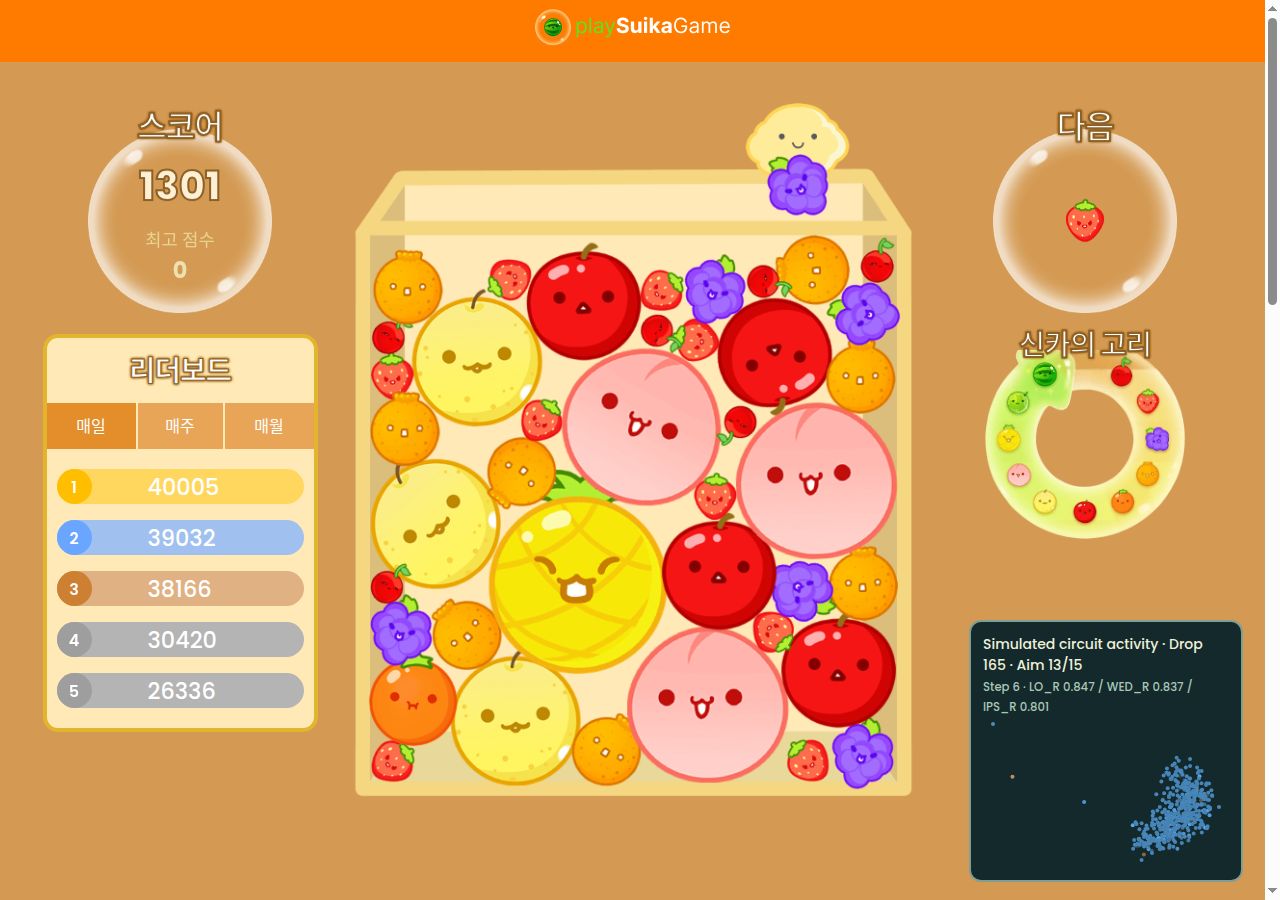 playSuikaGame
스코어
1301
최고 점수
0
리더보드
매일 매주 매월
1 40005
2 39032
3 38166
4 30420
5 26336
다음
신카의 고리
Simulated circuit activity · Drop
165 · Aim 13/15
Step 6 · LO_R 0.847 / WED_R 0.837 /
IPS_R 0.801